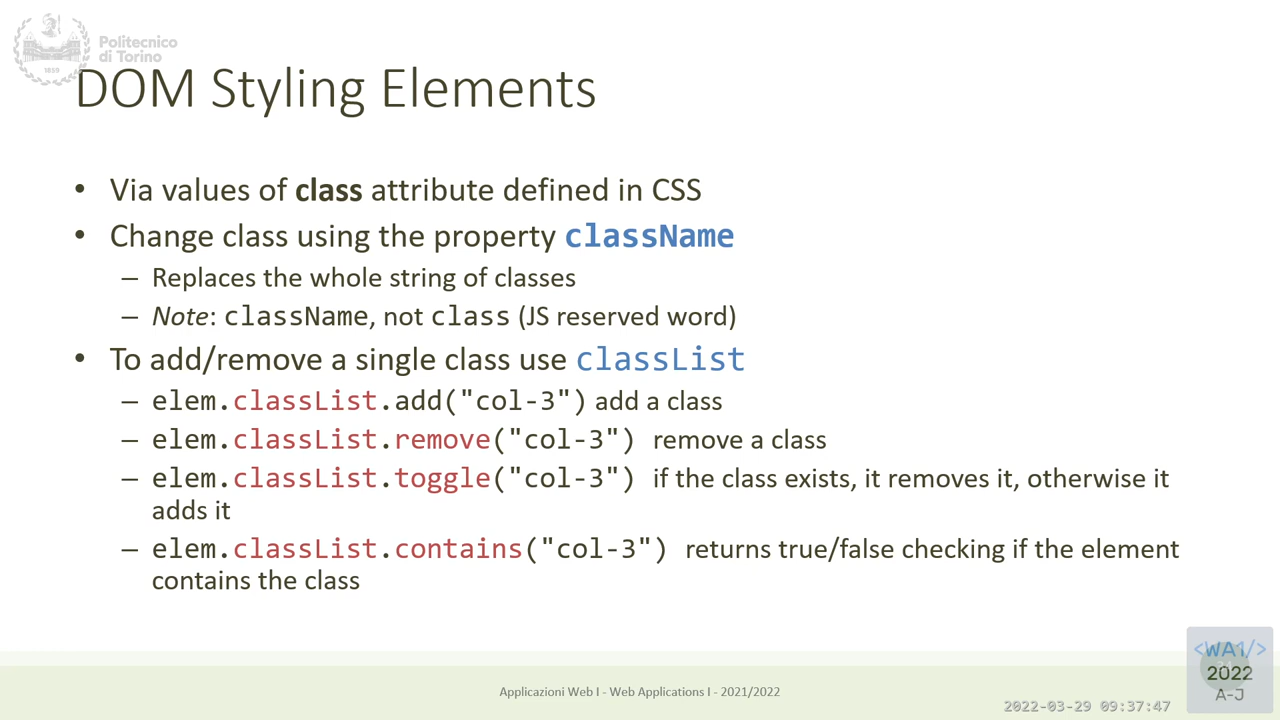 Politecnico
di Torino
1859
DOM Styling Elements
• Via values of class attribute defined in CSS
• Change class using the property className
– Replaces the whole string of classes
– Note: className, not class (JS reserved word)
• To add/remove a single class use classList
– elem.classList.add("col-3") add a class
– elem.classList.remove("col-3") remove a class
– elem.classList.toggle("col-3") if the class exists, it removes it, otherwise it
adds it
– elem.classList.contains("col-3") returns true/false checking if the element
contains the class
Applicazioni Web I - Web Applications I - 2021/2022
2022-03-29 09:37:47
<WA1/>
2022
A-J